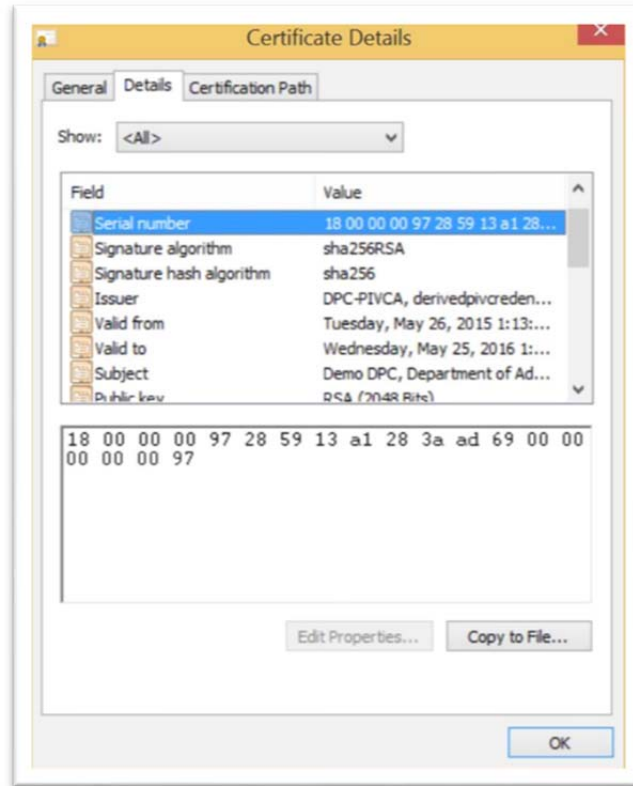 Certificate Details
General Details Certification Path
Show: <All>
Field Value
Serial number 18 00 00 00 97 28 59 13 a1 28...
Signature algorithm sha256RSA
Signature hash algorithm sha256
Issuer DPC-PIVCA, derivedpivcreden...
Valid from Tuesday, May 26, 2015 1:13:...
Valid to Wednesday, May 25, 2016 1:...
Subject Demo DPC, Department of Ad...
Public key RSA (2048 Bits)
18 00 00 00 97 28 59 13 a1 28 3a ad 69 00 00
00 00 00 97
Edit Properties... Copy to File...
OK